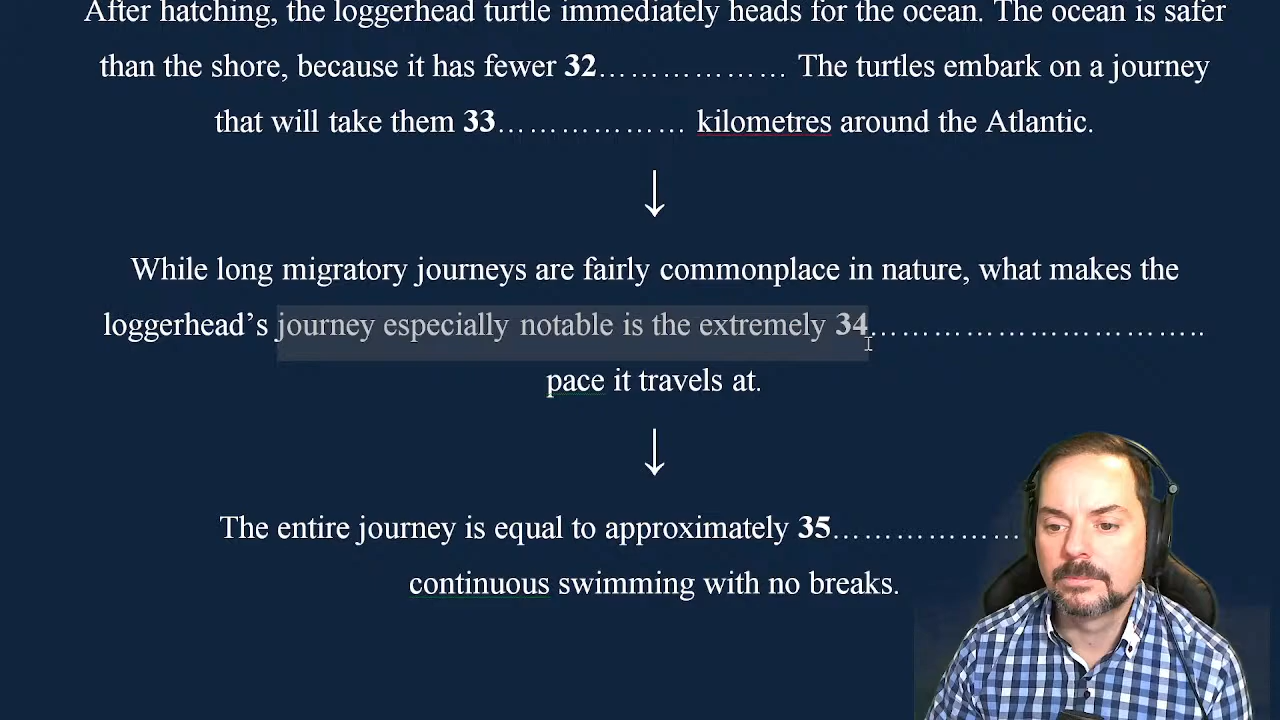 After hatching, the loggerhead turtle immediately heads for the ocean. The ocean is safer
than the shore, because it has fewer 32……………… The turtles embark on a journey
that will take them 33……………… kilometres around the Atlantic.
↓
While long migratory journeys are fairly commonplace in nature, what makes the
loggerhead’s journey especially notable is the extremely 34…………………………..
pace it travels at.
↓
The entire journey is equal to approximately 35………………
continuous swimming with no breaks.